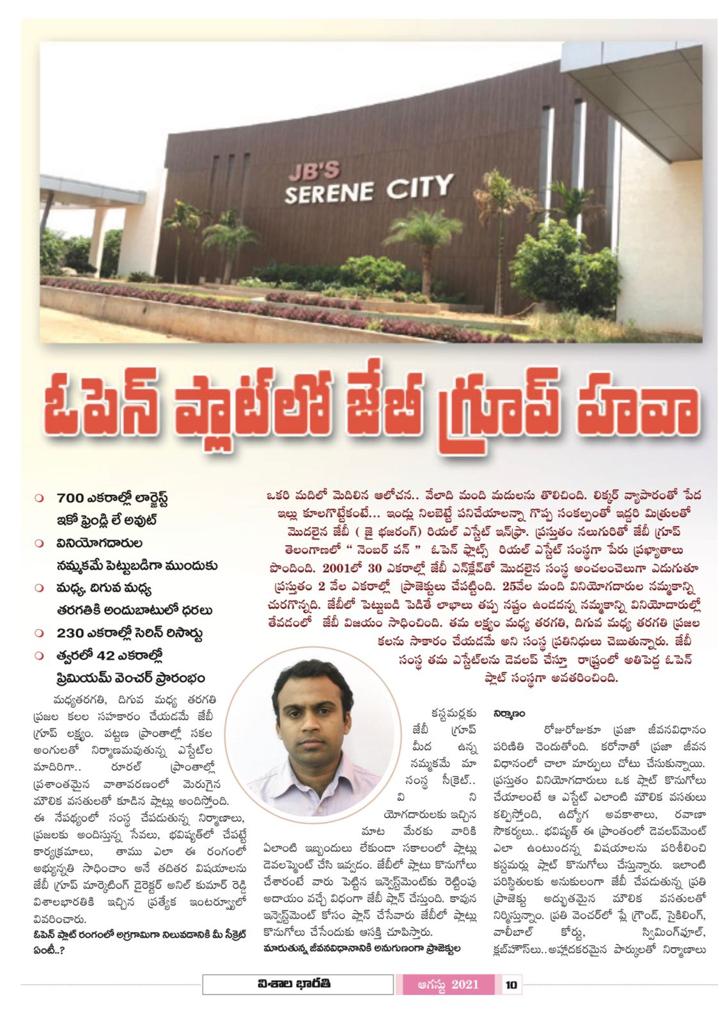 JB'S
SERENE CITY
ఓపెన్ ప్లాట్‌లో జేబీ గ్రూప్ హవా
700 ఎకరాల్లో లార్జెస్ట్
ఇకో ఫ్రెండ్లి లే అవుట్
వినియోగదారుల
నమ్మకమే పెట్టుబడిగా ముందుకు
మధ్య, దిగువ మధ్య
తరగతికి అందుబాటులో ధరలు
230 ఎకరాల్లో సెరిన్ రిసార్టు
త్వరలో 42 ఎకరాల్లో
ప్రిమియమ్ వెంచర్ ప్రారంభం
ఒకరి మదిలో మెదిలిన ఆలోచన.. వేలాది మంది మదులను తొలిచింది. లిక్కర్ వ్యాపారంతో పేద
ఇల్లు కూలగొట్టేకంటే... ఇండ్లు నిలబెట్టే పనిచేయాలన్నా గొప్ప సంకల్పంతో ఇద్దరి మిత్రులతో
మొదలైన జేబీ ( జై భజరంగ్) రియల్ ఎస్టేట్ ఇన్‌ఫ్రా. ప్రస్తుతం నలుగురితో జేబీ గ్రూప్
తెలంగాణలో " నెంబర్ వన్ " ఓపెన్ ఫ్లాట్స్ రియల్ ఎస్టేట్ సంస్థగా పేరు ప్రఖ్యాతాలు
పొందింది. 2001లో 30 ఎకరాల్లో జేబీ ఎన్‌క్లేవ్‌తో మొదలైన సంస్థ అంచలంచెలుగా ఎదుగుతూ
ప్రస్తుతం 2 వేల ఎకరాల్లో ప్రాజెక్టులు చేపట్టింది. 25వేల మంది వినియోగదారుల నమ్మకాన్ని
చురగొన్నది. జేబీలో పెట్టుబడి పెడితే లాభాలు తప్ప నష్టం ఉండదన్న నమ్మకాన్ని వినియోదారుల్లో
తేవడంలో జేబీ విజయం సాధించింది. తమ లక్ష్యం మధ్య తరగతి, దిగువ మధ్య తరగతి ప్రజల
కలను సాకారం చేయడమే అని సంస్థ ప్రతినిధులు చెబుతున్నారు. జేబీ
సంస్థ తమ ఎస్టేట్‌లను డెవలప్ చేస్తూ రాష్ట్రంలో అతిపెద్ద ఓపెన్
ప్లాట్ సంస్థగా అవతరించింది.
మధ్యతరగతి, దిగువ మధ్య తరగతి
ప్రజల కలల సహకారం చేయడమే జేబీ
గ్రూప్ లక్ష్యం. పట్టణ ప్రాంతాల్లో సకల
అంగులతో నిర్మాణమవుతున్న ఎస్టేట్‌ల
మాదిరిగా.. రూరల్ ప్రాంతాల్లో
ప్రశాంతమైన వాతావరణంలో మెరుగైన
మౌలిక వసతులతో కూడిన ప్లాట్లు అందిస్తోంది.
ఈ నేపథ్యంలో సంస్థ చేపడుతున్న నిర్మాణాలు,
ప్రజలకు అందిస్తున్న సేవలు, భవిష్యత్‌లో చేపట్టే
కార్యక్రమాలు, తాము ఎలా ఈ రంగంలో
అభ్యున్నతి సాధించాం అనే తదితర విషయాలను
జేబీ గ్రూప్ మార్కెటింగ్ డైరెక్టర్ అనిల్ కుమార్ రెడ్డి
విశాలభారతికి ఇచ్చిన ప్రత్యేక ఇంటర్వ్యూలో
వివరించారు.
ఓపెన్ ప్లాట్ రంగంలో అగ్రగామిగా నిలువడానికి మీ సీక్రెట్
ఏంటీ..?
కస్టమర్లకు
జేబీ గ్రూప్
మీద ఉన్న
నమ్మకమే మా
సంస్థ సీక్రెట్..
వి ని
యోగదారులకు ఇచ్చిన
మాట మేరకు వారికి
ఏలాంటి ఇబ్బందులు లేకుండా సకాలంలో ప్లాట్లు
డెవలప్మెంట్ చేసి ఇవ్వడం. జేబీలో ప్లాటు కొనుగోలు
చేశారంటే వారు పెట్టిన ఇన్వెస్ట్‌మెంట్‌కు రెట్టింపు
అదాయం వచ్చే విధంగా జేబీ ప్లాన్ చేస్తుంది. కావున
ఇన్వెస్ట్‌మెంట్ కోసం ప్లాన్ చేసేవారు జేబీలో ప్లాట్లు
కొనుగోలు చేసేందుకు ఆసక్తి చూపిస్తారు.
మారుతున్న జీవనవిధానానికి అనుగుణంగా ప్రాజెక్టుల
నిర్మాణం
రోజురోజుకూ ప్రజా జీవనవిధానం
పరిణితి చెందుతోంది. కరోనాతో ప్రజా జీవన
విధానంలో చాలా మార్పులు చోటు చేసుకున్నాయి.
ప్రస్తుతం వినియోగదారులు ఒక ప్లాట్ కొనుగోలు
చేయాలంటే ఆ ఎస్టేట్ ఎలాంటి మౌలిక వసతులు
కల్పిస్తోంది, ఉద్యోగ అవకాశాలు, రవాణా
సౌకర్యలు.. భవిష్యత్ ఈ ప్రాంతంలో డెవలప్‌మెంట్
ఎలా ఉంటుందన్న విషయాలను పరిశీలించి
కస్టమర్లు ప్లాట్ కొనుగోలు చేస్తున్నారు. ఇలాంటి
పరిస్థితులకు అనుకులంగా జేబీ చేపడుతున్న ప్రతి
ప్రాజెక్టు అద్భుతమైన మౌలిక వసతులతో
నిర్మిస్తున్నాం. ప్రతి వెంచర్‌లో ప్లే గ్రౌండ్, సైకిలింగ్,
వాలీబాల్ కోర్టు, స్విమింగ్‌పూల్,
క్లబ్‌హౌస్‌లు..అహ్లాదకరమైన పార్కులతో నిర్మాణాలు
విశాల భారతి
ఆగస్టు 2021
10